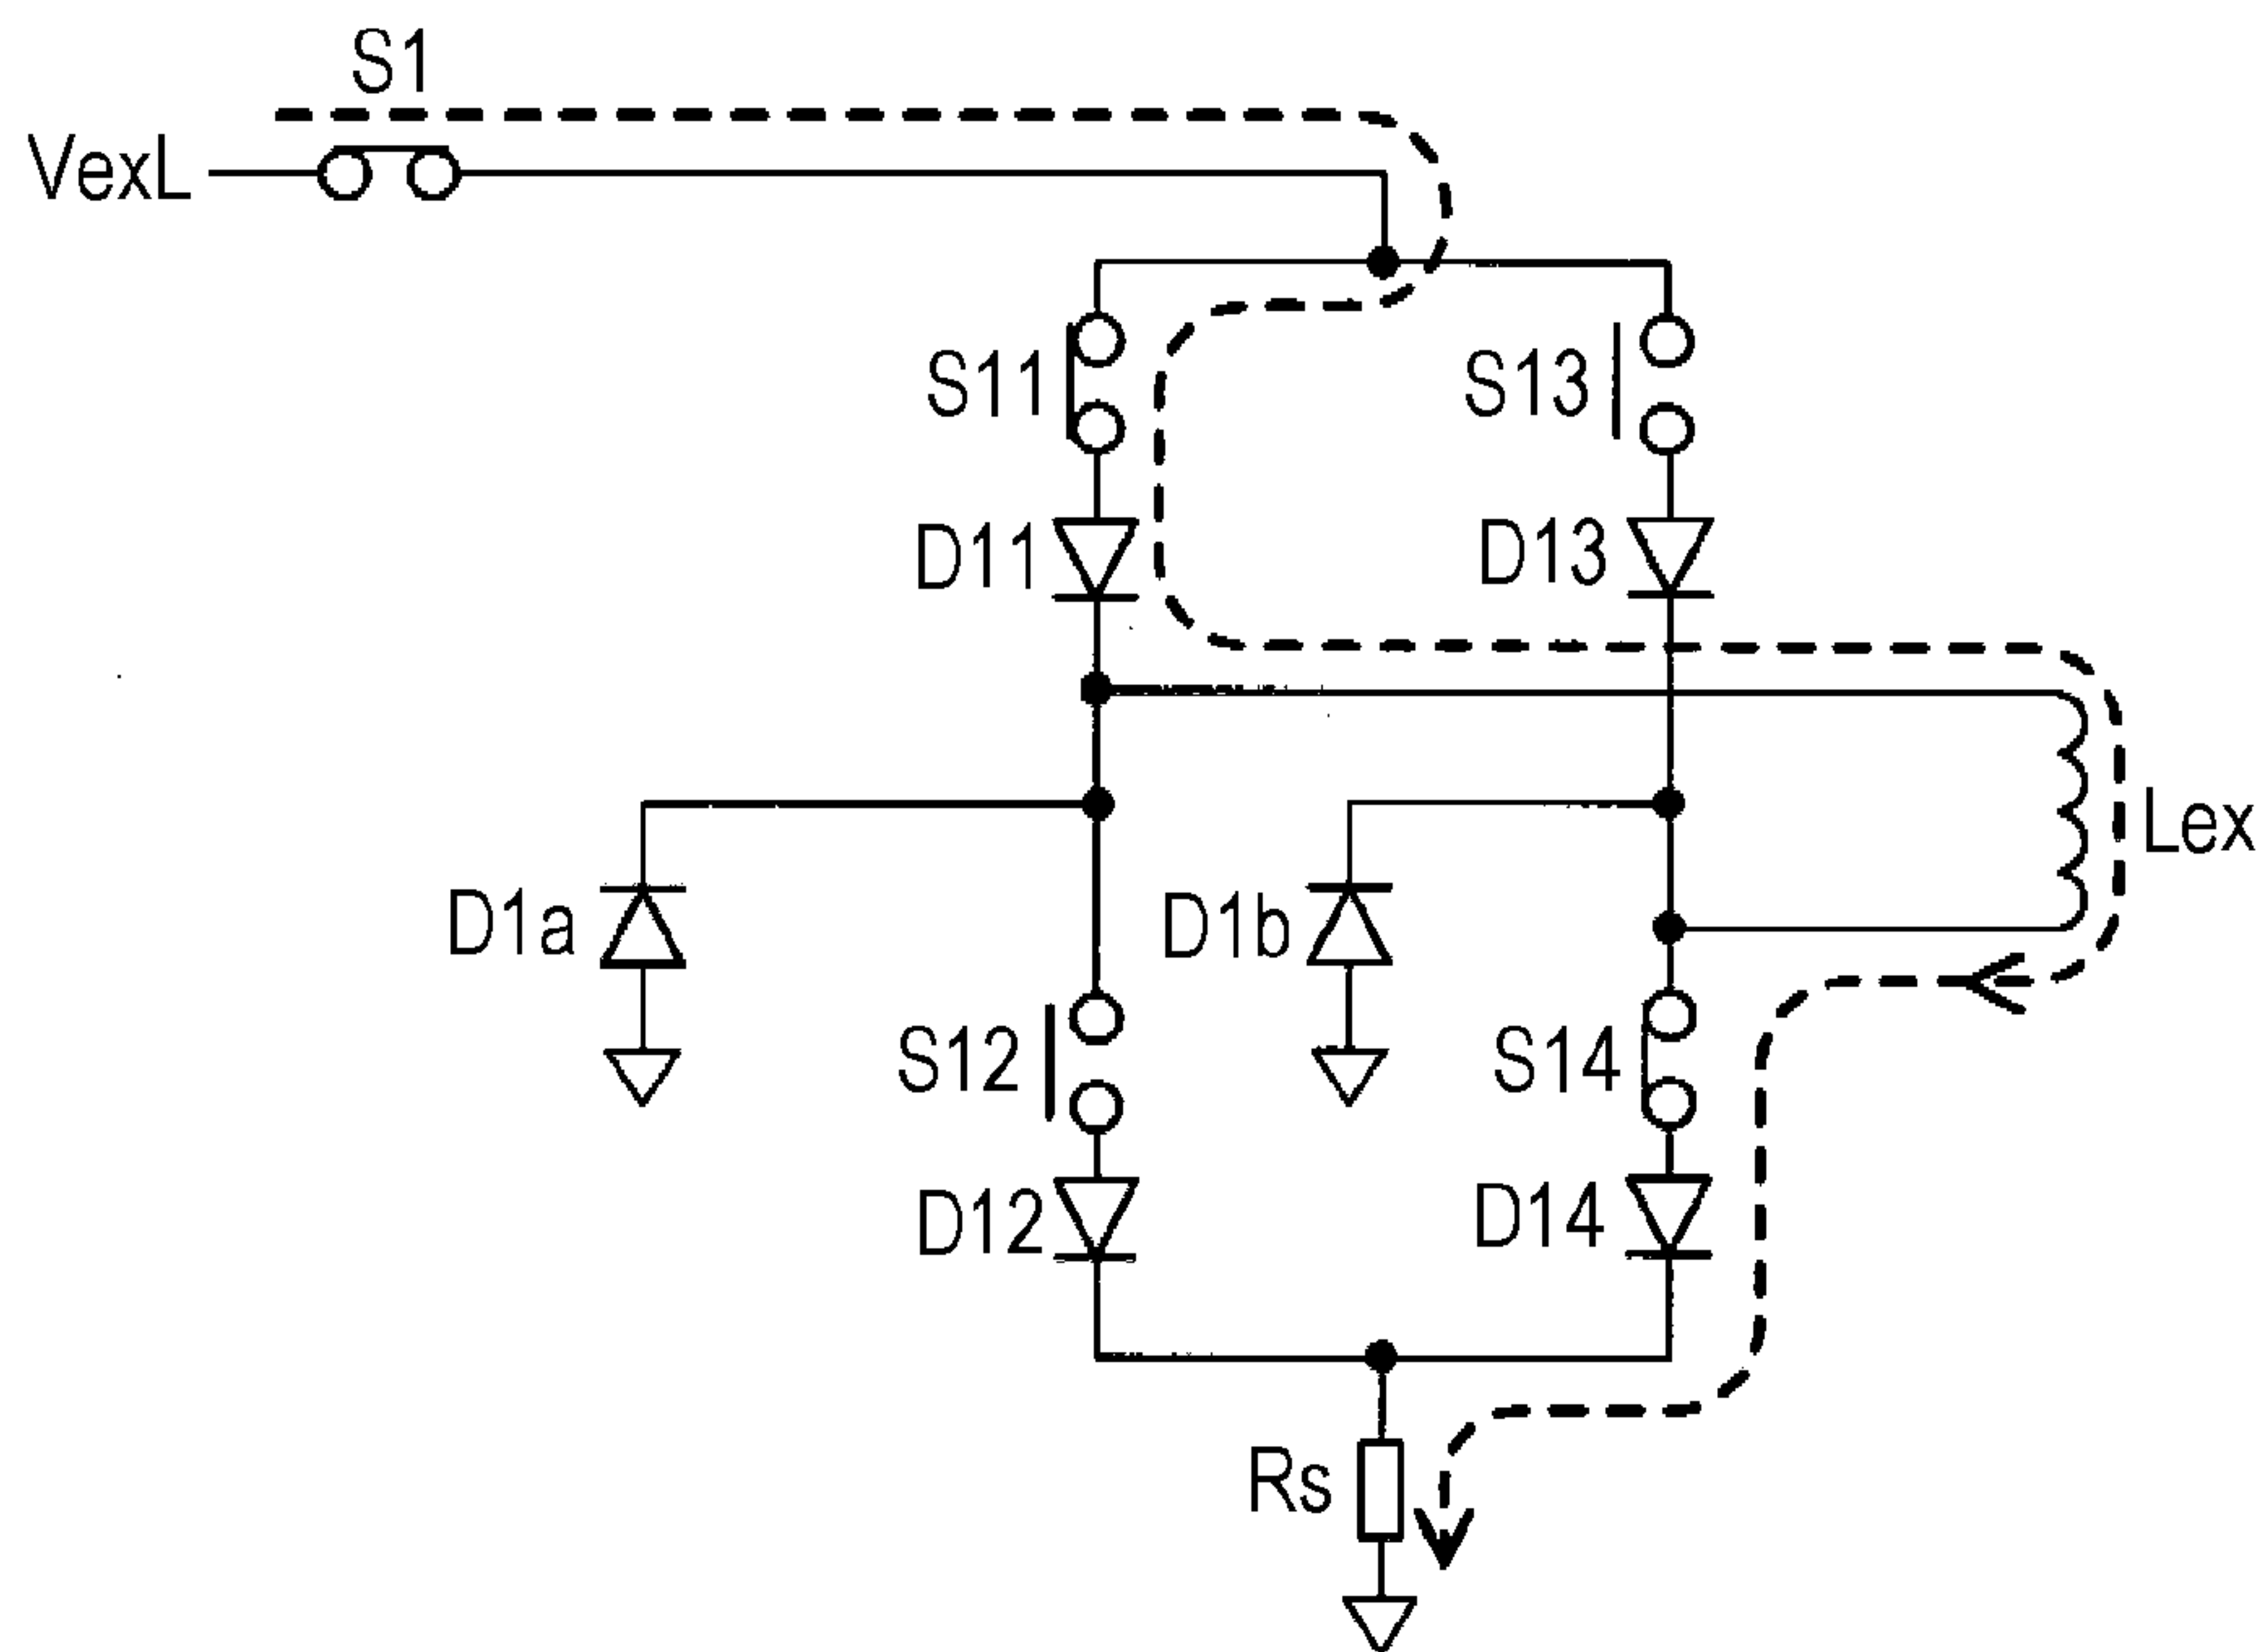 S1
VexL
S11
S13
D11
D13
Lex
D1a
D1b
S12
S14
D12
D14
Rs